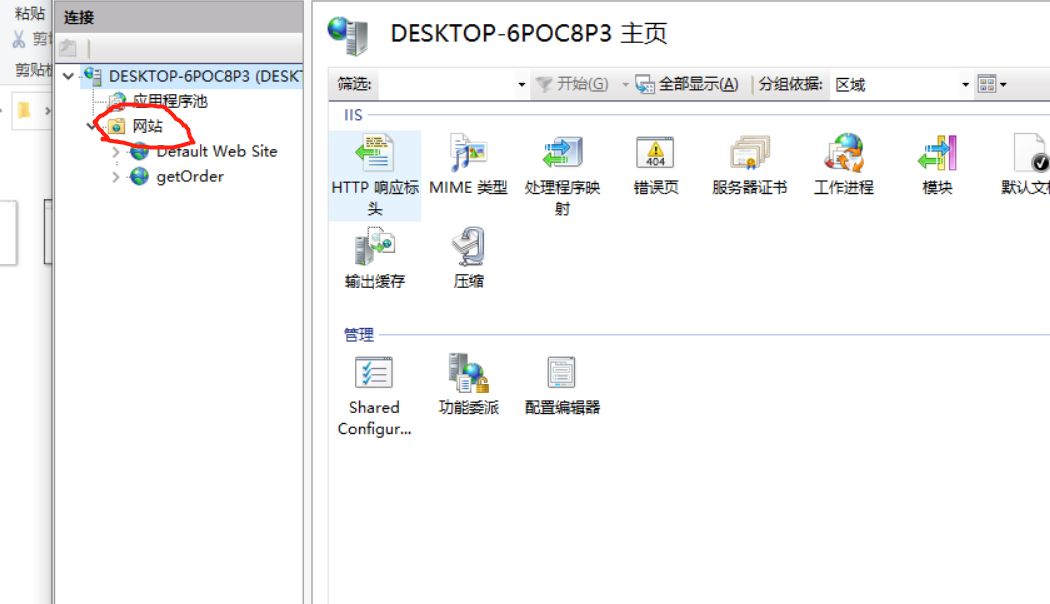 粘贴
剪
剪贴
连接
DESKTOP-6POC8P3 (DESKT
应用程序池
网站
Default Web Site
getOrder
DESKTOP-6POC8P3 主页
筛选: 开始(G) 全部显示(A) 分组依据: 区域
IIS
HTTP 响应标头
MIME 类型
处理程序映射
错误页
404
服务器证书
工作进程
模块
默认文
输出缓存
压缩
管理
Shared
Configur...
功能委派
配置编辑器